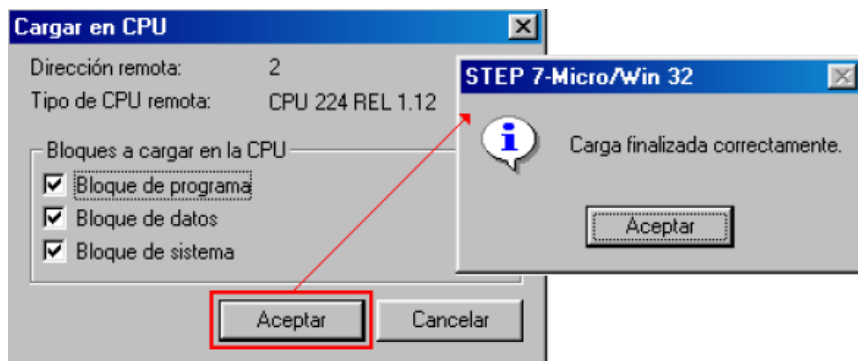 Cargar en CPU
Dirección remota: 2
Tipo de CPU remota: CPU 224 REL 1.12
Bloques a cargar en la CPU
Bloque de programa
Bloque de datos
Bloque de sistema
Aceptar Cancelar
STEP 7-Micro/Win 32
Carga finalizada correctamente.
Aceptar